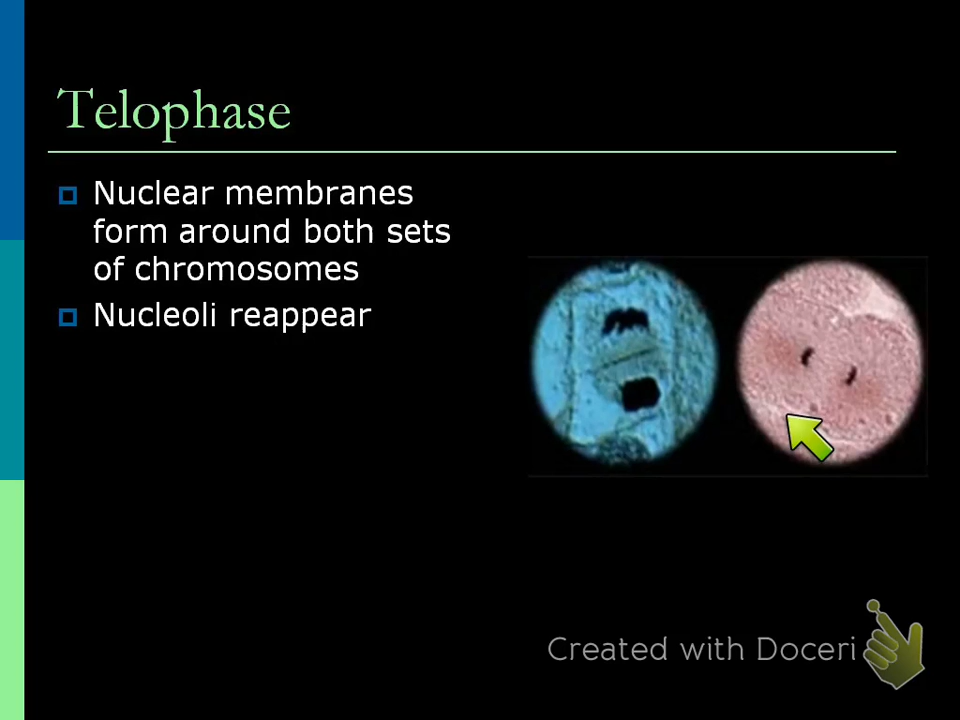 Telophase
Nuclear membranes
form around both sets
of chromosomes
Nucleoli reappear
Created with Doceri